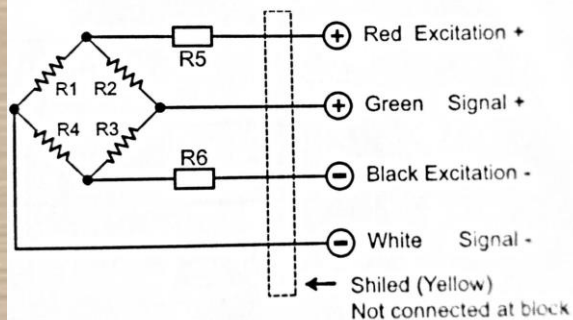 Red Excitation +
R5
R1 R2
Green Signal +
R4 R3
R6
Black Excitation -
White Signal -
Shiled (Yellow)
Not connected at block